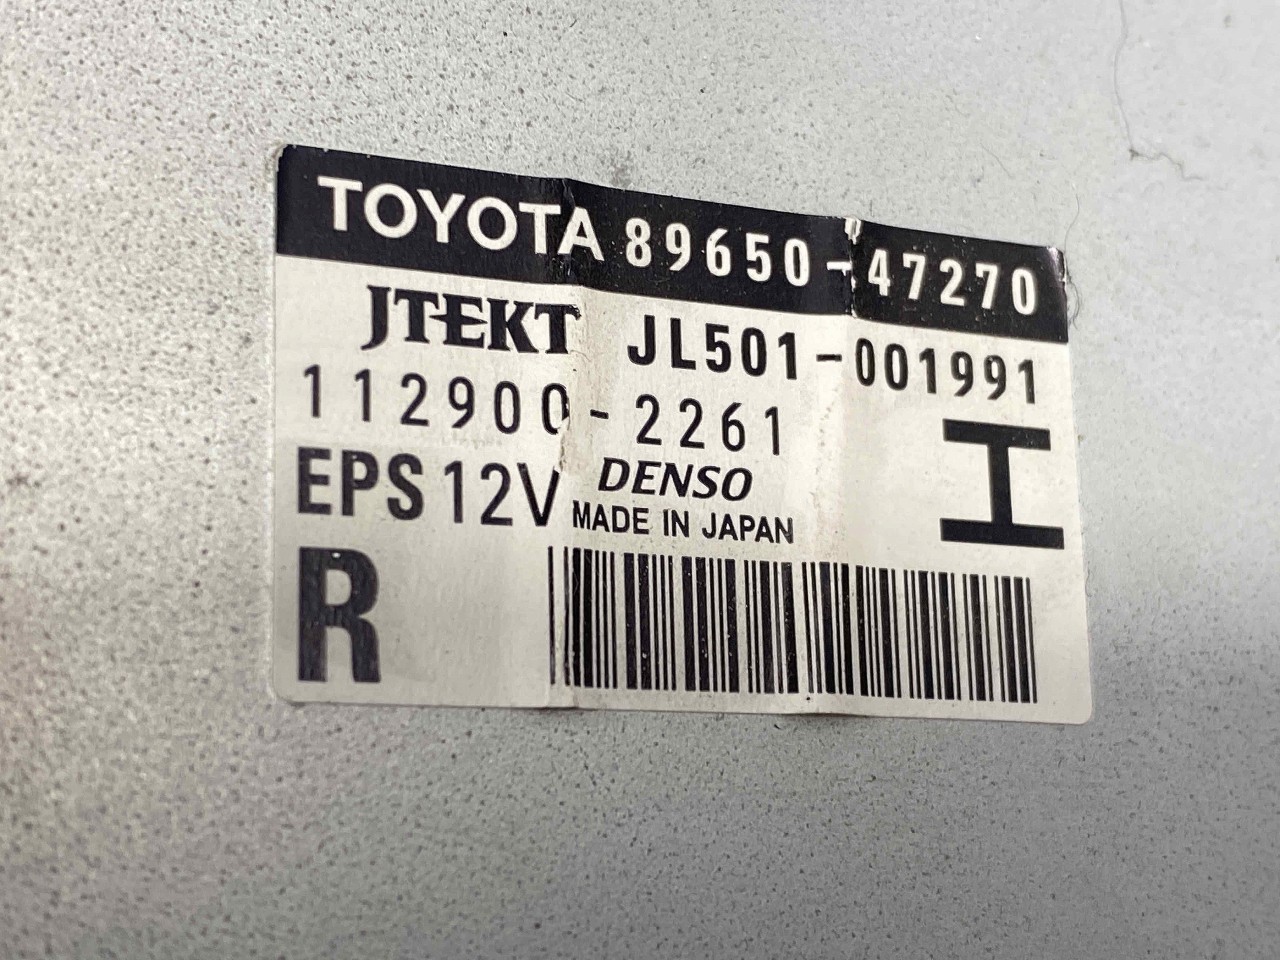 TOYOTA 89650-47270
JTEKT JL501-001991
112900-2261
EPS 12V DENSO
MADE IN JAPAN
I
R